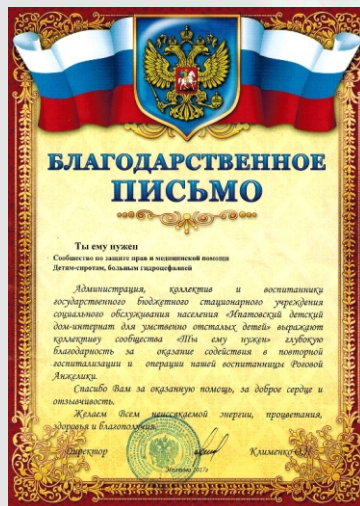 БЛАГОДАРСТВЕННОЕ
ПИСЬМО
Ты ему нужен
Сообщество по защите прав и медицинской помощи
Детям-сиротам, больным гидроцефалией
Администрация, коллектив и воспитанники
государственного бюджетного стационарного учреждения
социального обслуживания населения «Ипатовский детский
дом-интернат для умственно отсталых детей» выражают
коллективу сообщества «Ты ему нужен» глубокую
благодарность за оказание содействия в повторной
госпитализации и операции нашей воспитанницы Роговой
Анжелики.
Спасибо Вам за оказанную помощь, за доброе сердце и
отзывчивость.
Желаем Всем неиссякаемой энергии, процветания,
здоровья и благополучия.
Директор Клименко
2017г